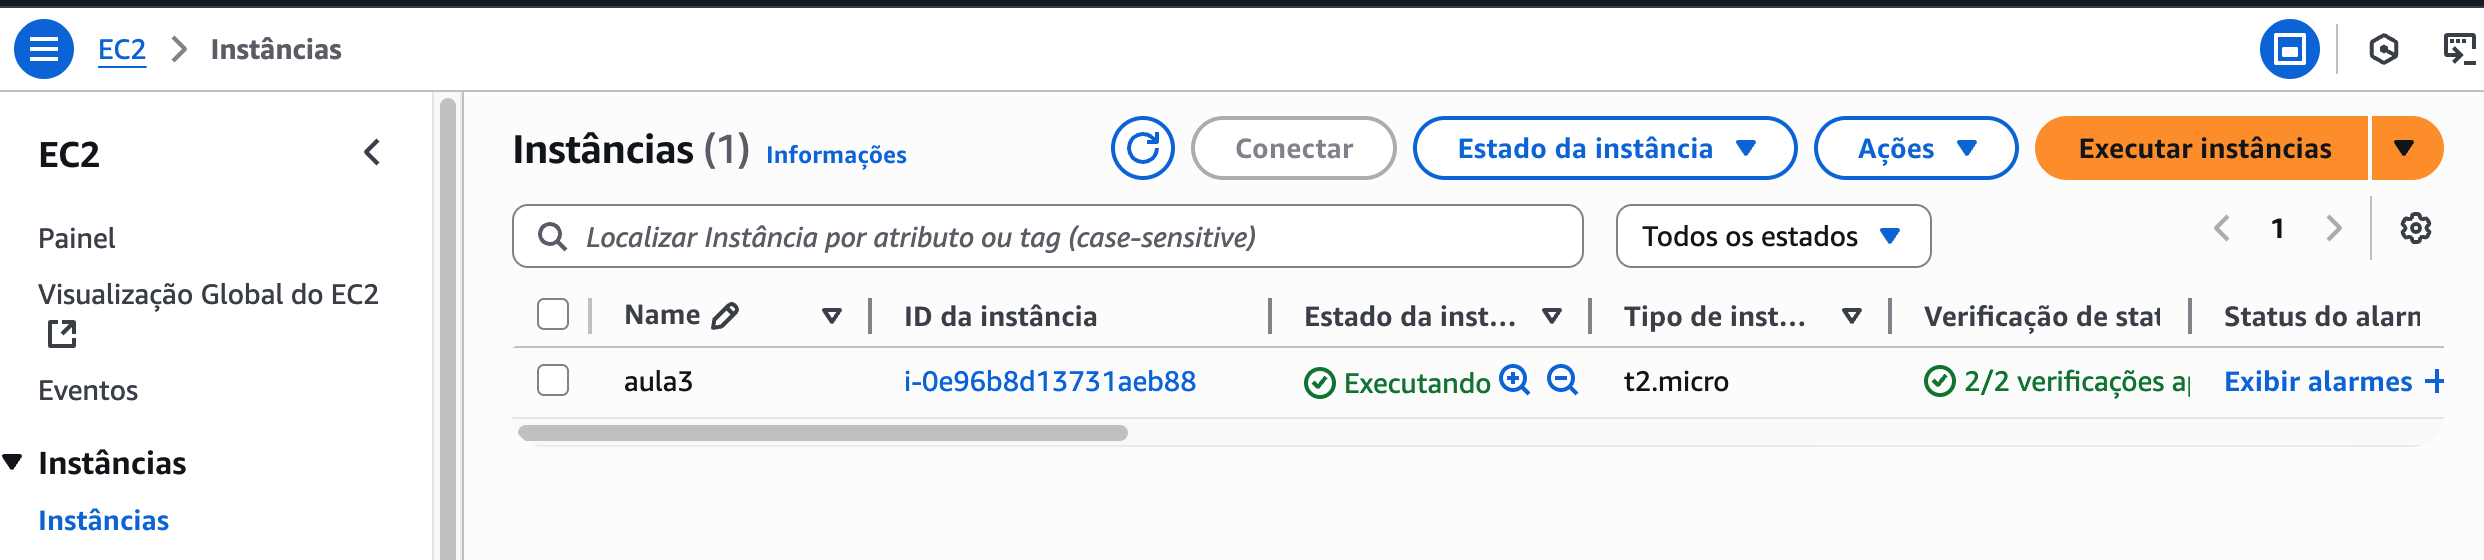 EC2 > Instâncias
EC2
Painel
Visualização Global do EC2
Eventos
Instâncias
Instâncias
Instâncias (1) Informações
Conectar
Estado da instância
Ações
Executar instâncias
Localizar Instância por atributo ou tag (case-sensitive)
Todos os estados
1
Name ID da instância Estado da inst... Tipo de inst... Verificação de stat Status do alarn
aula3 i-0e96b8d13731aeb88 Executando t2.micro 2/2 verificações a Exibir alarmes +